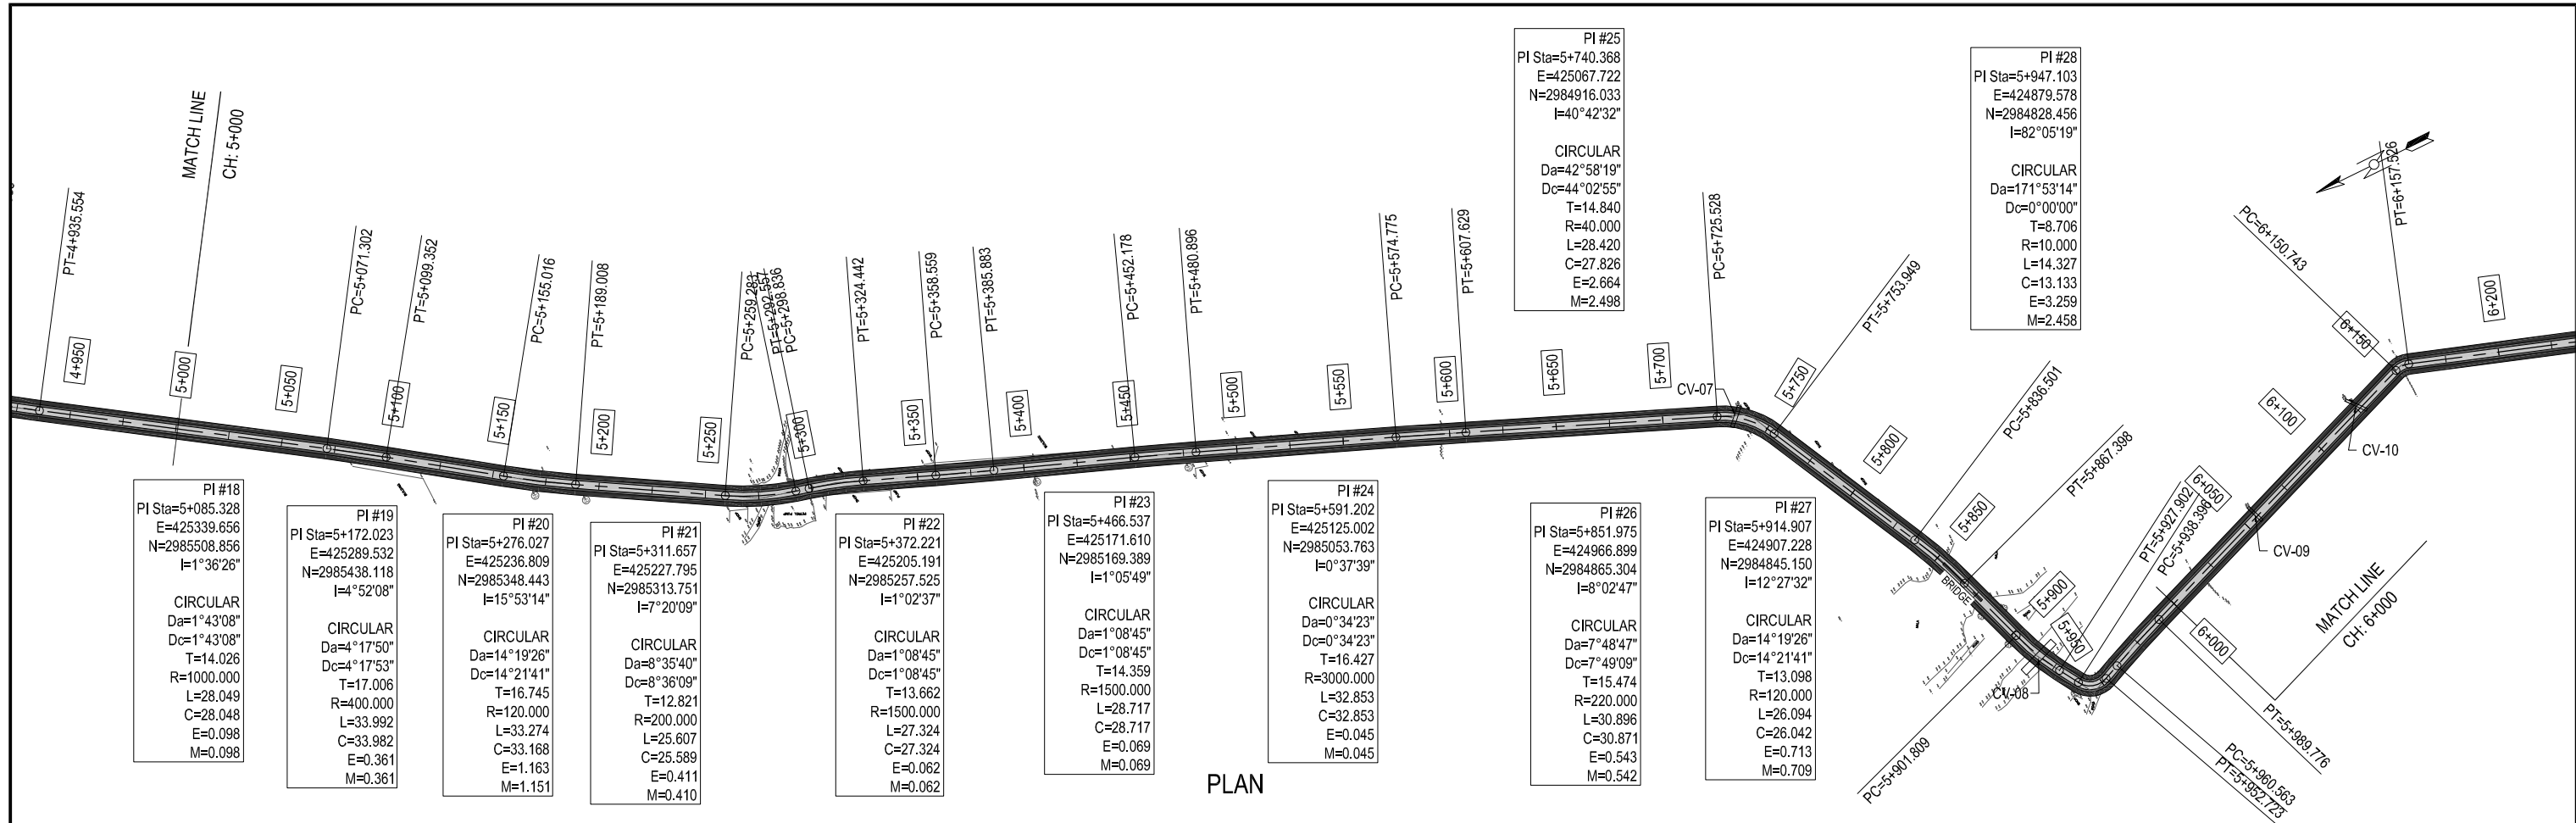 MATCH LINE
CH: 5+000
PT=4+935.554
PC=5+071.302
PT=5+099.352
PC=5+155.016
PT=5+189.008
PC=5+259.283
PT=5+292.557
PC=5+298.836
PT=5+324.442
PC=5+358.559
PT=5+385.883
PC=5+452.178
PT=5+480.896
PC=5+574.775
PT=5+607.629
PC=5+725.528
PT=5+753.949
PC=5+836.501
PT=5+867.398
PC=5+901.809
PT=5+927.902
PC=5+938.396
PT=5+952.723
PC=5+960.563
PT=5+989.776
PC=6+150.743
PT=6+157.526
4+950
5+000
5+050
5+100
5+150
5+200
5+250
5+300
5+350
5+400
5+450
5+500
5+550
5+600
5+650
5+700
5+750
5+800
5+850
5+900
5+950
6+000
6+050
6+100
6+150
6+200
CV-07
BRIDGE
CV-08
CV-09
CV-10
MATCH LINE
CH: 6+000
PI #25
PI Sta=5+740.368
E=425067.722
N=2984916.033
I=40°42'32"
CIRCULAR
Da=42°58'19"
Dc=44°02'55"
T=14.840
R=40.000
L=28.420
C=27.826
E=2.664
M=2.498
PI #28
PI Sta=5+947.103
E=424879.578
N=2984828.456
I=82°05'19"
CIRCULAR
Da=171°53'14"
Dc=0°00'00"
T=8.706
R=10.000
L=14.327
C=13.133
E=3.259
M=2.458
PI #18
PI Sta=5+085.328
E=425339.656
N=2985508.856
I=1°36'26"
CIRCULAR
Da=1°43'08"
Dc=1°43'08"
T=14.026
R=1000.000
L=28.049
C=28.048
E=0.098
M=0.098
PI #19
PI Sta=5+172.023
E=425289.532
N=2985438.118
I=4°52'08"
CIRCULAR
Da=4°17'50"
Dc=4°17'53"
T=17.006
R=400.000
L=33.992
C=33.982
E=0.361
M=0.361
PI #20
PI Sta=5+276.027
E=425236.809
N=2985348.443
I=15°53'14"
CIRCULAR
Da=14°19'26"
Dc=14°21'41"
T=16.745
R=120.000
L=33.274
C=33.168
E=1.163
M=1.151
PI #21
PI Sta=5+311.657
E=425227.795
N=2985313.751
I=7°20'09"
CIRCULAR
Da=8°35'40"
Dc=8°36'09"
T=12.821
R=200.000
L=25.607
C=25.589
E=0.411
M=0.410
PI #22
PI Sta=5+372.221
E=425205.191
N=2985257.525
I=1°02'37"
CIRCULAR
Da=1°08'45"
Dc=1°08'45"
T=13.662
R=1500.000
L=27.324
C=27.324
E=0.062
M=0.062
PI #23
PI Sta=5+466.537
E=425171.610
N=2985169.389
I=1°05'49"
CIRCULAR
Da=1°08'45"
Dc=1°08'45"
T=14.359
R=1500.000
L=28.717
C=28.717
E=0.069
M=0.069
PI #24
PI Sta=5+591.202
E=425125.002
N=2985053.763
I=0°37'39"
CIRCULAR
Da=0°34'23"
Dc=0°34'23"
T=16.427
R=3000.000
L=32.853
C=32.853
E=0.045
M=0.045
PI #26
PI Sta=5+851.975
E=424966.899
N=2984865.304
I=8°02'47"
CIRCULAR
Da=7°48'47"
Dc=7°49'09"
T=15.474
R=220.000
L=30.896
C=30.871
E=0.543
M=0.542
PI #27
PI Sta=5+914.907
E=424907.228
N=2984845.150
I=12°27'32"
CIRCULAR
Da=14°19'26"
Dc=14°21'41"
T=13.098
R=120.000
L=26.094
C=26.042
E=0.713
M=0.709
PLAN